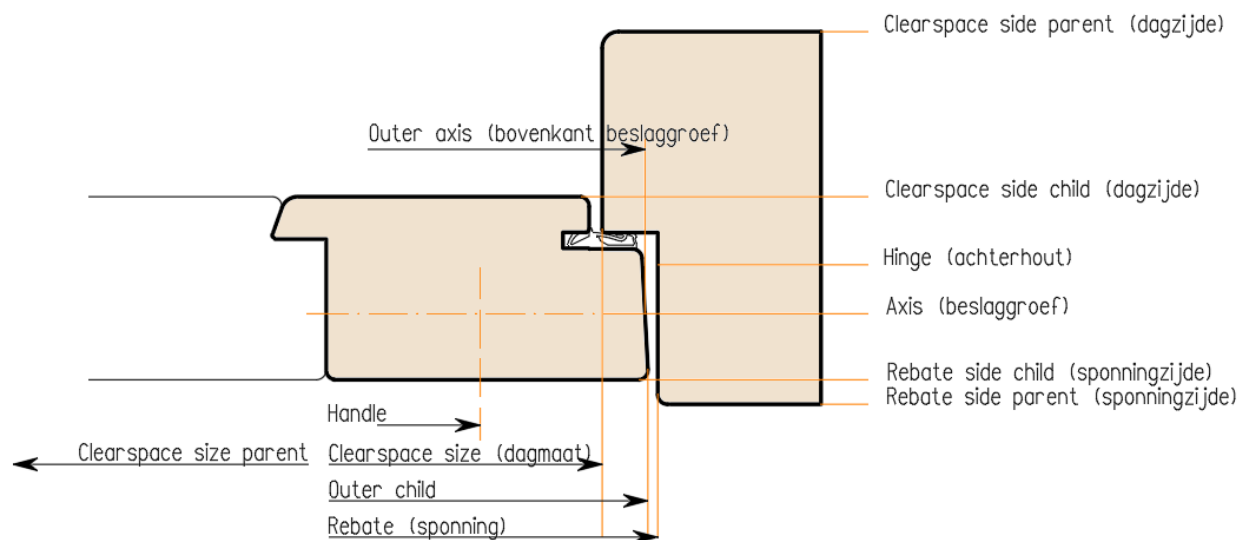 Clearspace side parent (dagzijde)
Outer axis (bovenkant beslaggroef)
Clearspace side child (dagzijde)
Hinge (achterhout)
Axis (beslaggroef)
Rebate side child (sponningzijde)
Rebate side parent (sponningzijde)
Handle
Clearspace size parent
Clearspace size (dagmaat)
Outer child
Rebate (sponning)